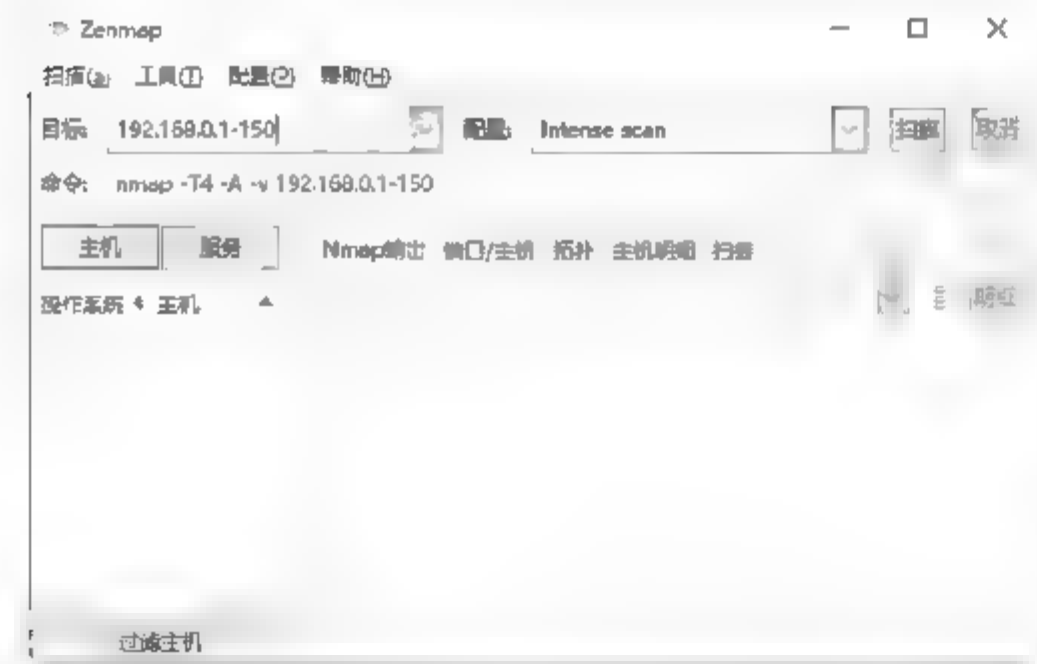 Zenmap
扫描 工具(T) 配置(P) 帮助(H)
目标: 192.168.0.1-150 配置: Intense scan 扫描 取消
命令: nmap -T4 -A -v 192.168.0.1-150
主机 服务 Nmap输出 端口/主机 拓扑 主机明细 扫描
操作系统 主机 明细
过滤主机